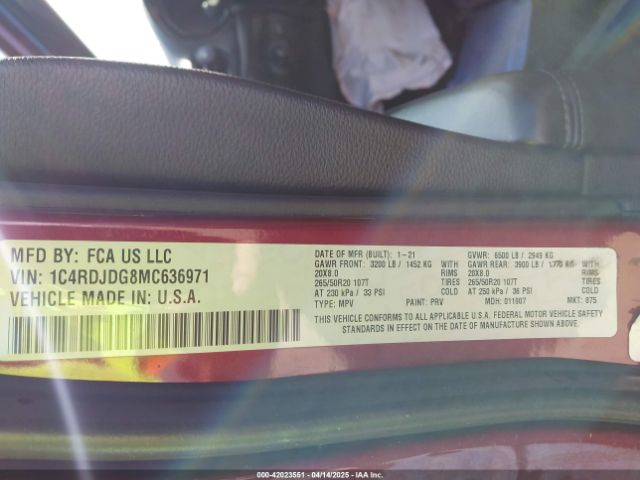 MFD BY: FCA US LLC
VIN: 1C4RDJDG8MC636971
VEHICLE MADE IN: U.S.A.
DATE OF MFR (BUILT): 1-21
GAWR FRONT: 3200 LB / 1452 KG WITH
20X8.0 RIMS
265/50R20 107T TIRES
AT 230 kPa / 33 PSI COLD
TYPE: MPV PAINT: PRV
GVWR: 6500 LB / 2949 KG
GAWR REAR: 3900 LB / 1770 KG WITH
20X8.0 RIMS
265/50R20 107T TIRES
AT 250 kPa / 36 PSI COLD
MDH: 011907 MKT: 875
THIS VEHICLE CONFORMS TO ALL APPLICABLE U.S.A. FEDERAL MOTOR VEHICLE SAFETY
STANDARDS IN EFFECT ON THE DATE OF MANUFACTURE SHOWN ABOVE.
000-42023551 - 04/14/2025 - COPYRIGHT IAA, LLC.